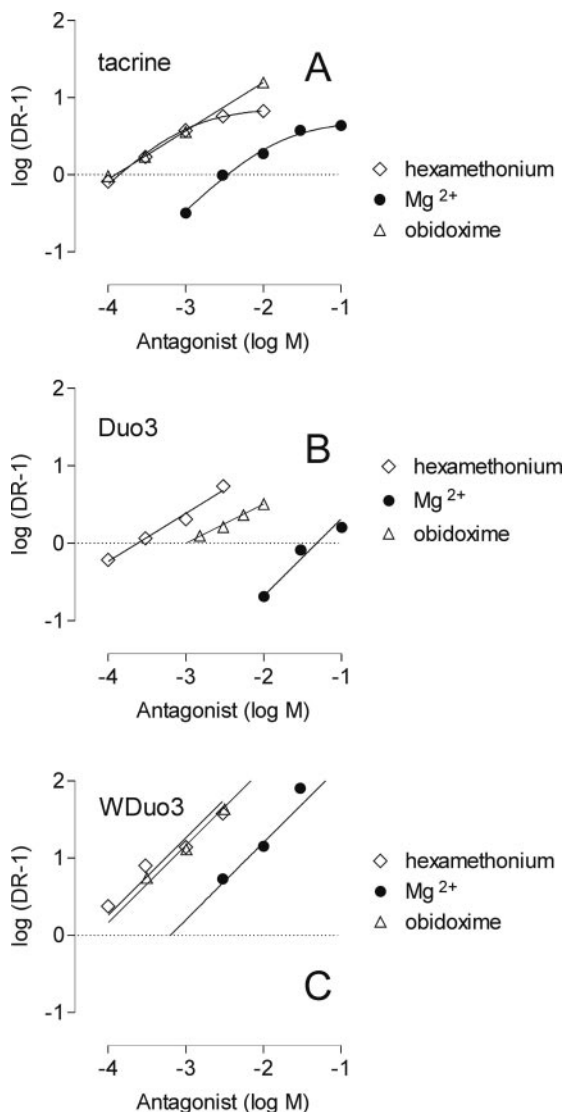 tacrine
A
log (DR-1)
2
1
0
-1
-4 -3 -2 -1
Antagonist (log M)
hexamethonium
Mg 2+
obidoxime
Duo3
B
log (DR-1)
2
1
0
-1
-4 -3 -2 -1
Antagonist (log M)
hexamethonium
Mg 2+
obidoxime
WDuo3
C
log (DR-1)
2
1
0
-1
-4 -3 -2 -1
Antagonist (log M)
hexamethonium
Mg 2+
obidoxime